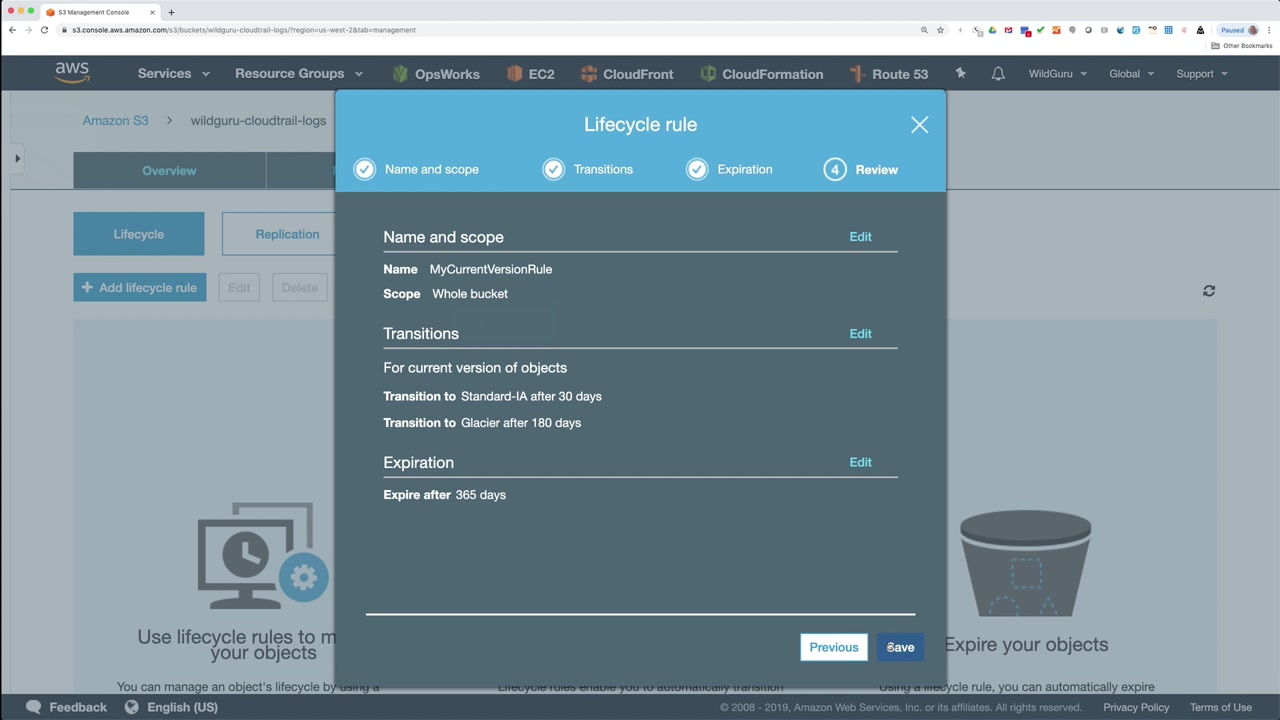 S3 Management Console
s3.console.aws.amazon.com/s3/buckets/wildguru-cloudtrail-logs/?region=us-west-2&tab=management
Paused
Other Bookmarks
aws
Services
Resource Groups
OpsWorks
EC2
CloudFront
CloudFormation
Route 53
WildGuru
Global
Support
Amazon S3 > wildguru-cloudtrail-logs
Overview
Lifecycle
Replication
+ Add lifecycle rule
Edit
Delete
Lifecycle rule
Name and scope
Transitions
Expiration
4 Review
Name and scope Edit
Name MyCurrentVersionRule
Scope Whole bucket
Transitions Edit
For current version of objects
Transition to Standard-IA after 30 days
Transition to Glacier after 180 days
Expiration Edit
Expire after 365 days
Previous
Save
Use lifecycle rules to m
your objects
Expire your objects
You can manage an object's lifecycle by using a
Lifecycle rules enable you to automatically transition
Using a lifecycle rule, you can automatically expire
Feedback
English (US)
© 2008 - 2019, Amazon Web Services, Inc. or its affiliates. All rights reserved.
Privacy Policy
Terms of Use